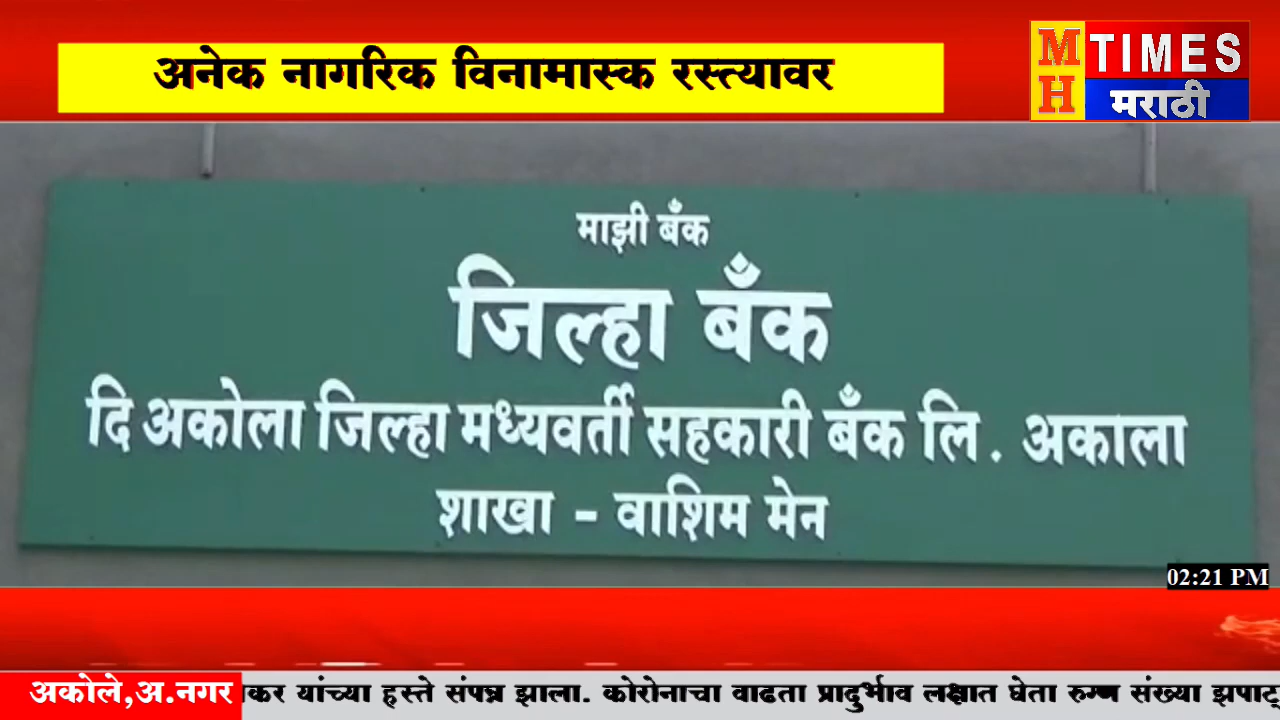 अनेक नागरिक विनामास्क रस्त्यावर
MH TIMES
मराठी
माझी बँक
जिल्हा बँक
दि अकोला जिल्हा मध्यवर्ती सहकारी बँक लि. अकाला
शाखा - वाशिम मेन
02:21 PM
अकोले,अ.नगर
कर यांच्या हस्ते संपन्न झाला. कोरोनाचा वाढता प्रादुर्भाव लक्षात घेता रुग्ण संख्या